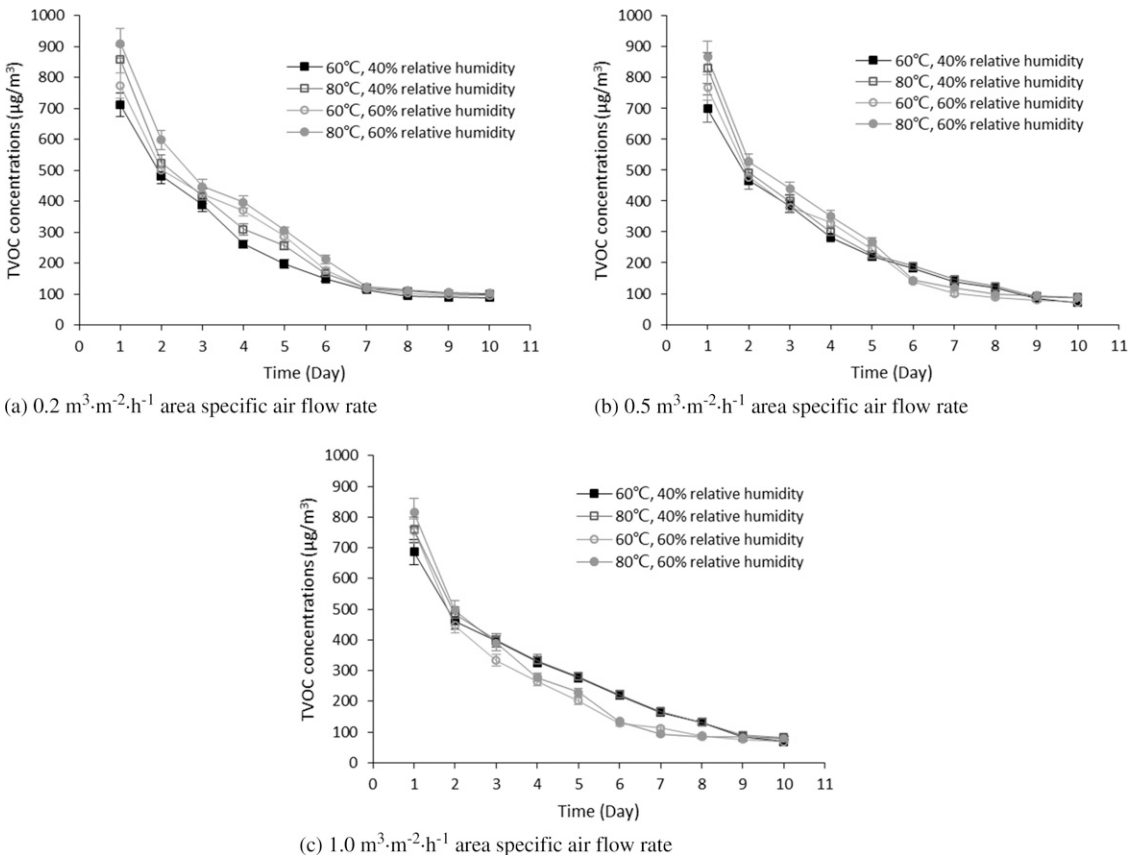 1000
900
800
700
600
500
400
300
200
100
0
TVOC concentrations (µg/m³)
60℃, 40% relative humidity
80℃, 40% relative humidity
60℃, 60% relative humidity
80℃, 60% relative humidity
0 1 2 3 4 5 6 7 8 9 10 11
Time (Day)
(a) 0.2 m³·m⁻²·h⁻¹ area specific air flow rate
1000
900
800
700
600
500
400
300
200
100
0
TVOC concentrations (µg/m³)
60℃, 40% relative humidity
80℃, 40% relative humidity
60℃, 60% relative humidity
80℃, 60% relative humidity
0 1 2 3 4 5 6 7 8 9 10 11
Time (Day)
(b) 0.5 m³·m⁻²·h⁻¹ area specific air flow rate
1000
900
800
700
600
500
400
300
200
100
0
TVOC concentrations (µg/m³)
60℃, 40% relative humidity
80℃, 40% relative humidity
60℃, 60% relative humidity
80℃, 60% relative humidity
0 1 2 3 4 5 6 7 8 9 10 11
Time (Day)
(c) 1.0 m³·m⁻²·h⁻¹ area specific air flow rate